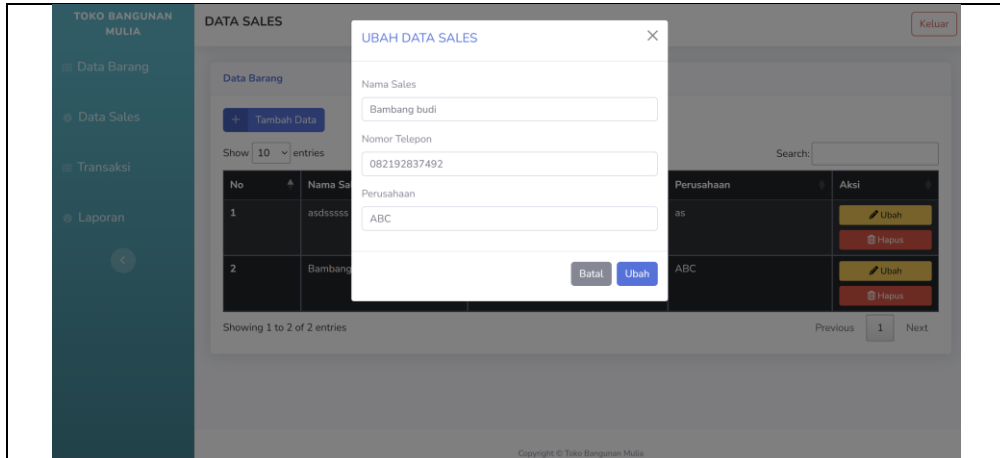 TOKO BANGUNAN
MULIA
Data Barang
Data Sales
Transaksi
Laporan
DATA SALES
Keluar
Data Barang
+ Tambah Data
Show 10 entries
Search:
No Nama Sa Perusahaan Aksi
1 asdsssss as Ubah
Hapus
2 Bambang ABC Ubah
Hapus
Showing 1 to 2 of 2 entries
Previous 1 Next
Copyright © Toko Bangunan Mulia
UBAH DATA SALES
Nama Sales
Bambang budi
Nomor Telepon
082192837492
Perusahaan
ABC
Batal Ubah